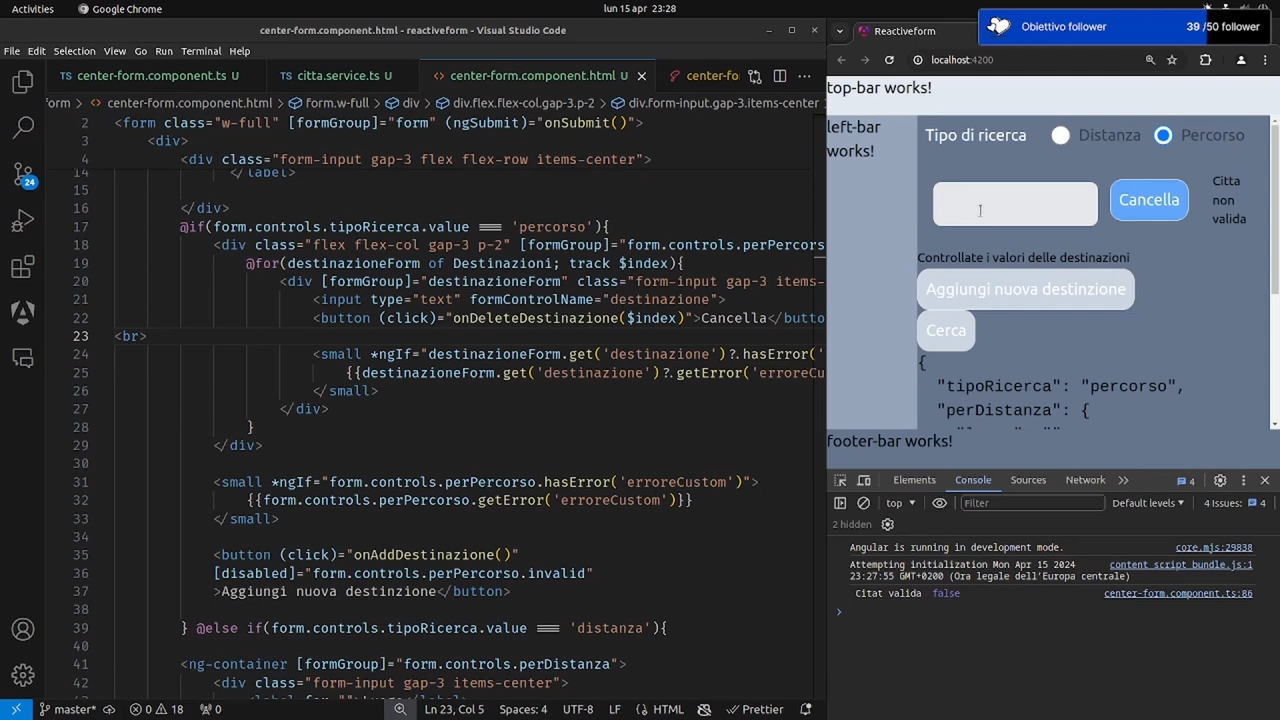 Activities
Google Chrome
lun 15 apr 23:28
center-form.component.html - reactiveform - Visual Studio Code
File Edit Selection View Go Run Terminal Help
center-form.component.ts U
citta.service.ts U
center-form.component.html U
center-fo
form > center-form.component.html > form.w-full > div > div.flex.flex-col.gap-3.p-2 > div.form-input.gap-3.items-center
2 <form class="w-full" [formGroup]="form" (ngSubmit)="onSubmit()">
3 <div>
4 <div class="form-input gap-3 flex flex-row items-center">
14 </label>
15
16 </div>
17 @if(form.controls.tipoRicerca.value === 'percorso'){
18 <div class="flex flex-col gap-3 p-2" [formGroup]="form.controls.perPercors
19 @for(destinazioneForm of Destinazioni; track $index){
20 <div [formGroup]="destinazioneForm" class="form-input gap-3 items-
21 <input type="text" formControlName="destinazione">
22 <button (click)="onDeleteDestinazione($index)">Cancella</butto
23 <br>
24 <small *ngIf="destinazioneForm.get('destinazione')?.hasError('
25 {{destinazioneForm.get('destinazione')?.getError('erroreC
26 </small>
27 </div>
28 }
29 </div>
30
31 <small *ngIf="form.controls.perPercorso.hasError('erroreCustom')">
32 {{form.controls.perPercorso.getError('erroreCustom')}}
33 </small>
34
35 <button (click)="onAddDestinazione()"
36 [disabled]="form.controls.perPercorso.invalid"
37 >Aggiungi nuova destinzione</button>
38
39 } @else if(form.controls.tipoRicerca.value === 'distanza'){
40
41 <ng-container [formGroup]="form.controls.perDistanza">
42 <div class="form-input gap-3 items-center">
24
master*
0 18
0
Ln 23, Col 5
Spaces: 4
UTF-8
LF
HTML
Prettier
Reactiveform
Obiettivo follower
39 /50 follower
localhost:4200
top-bar works!
left-bar
works!
Tipo di ricerca
Distanza
Percorso
Cancella
Citta
non
valida
Controllate i valori delle destinazioni
Aggiungi nuova destinzione
Cerca
{
"tipoRicerca": "percorso",
"perDistanza": {
footer-bar works!
Elements
Console
Sources
Network
4
top
Filter
Default levels
4 Issues:
4
2 hidden
Angular is running in development mode.
core.mjs:29838
Attempting initialization Mon Apr 15 2024
content script bundle.js:1
23:27:55 GMT+0200 (Ora legale dell'Europa centrale)
Citat valida false
center-form.component.ts:86